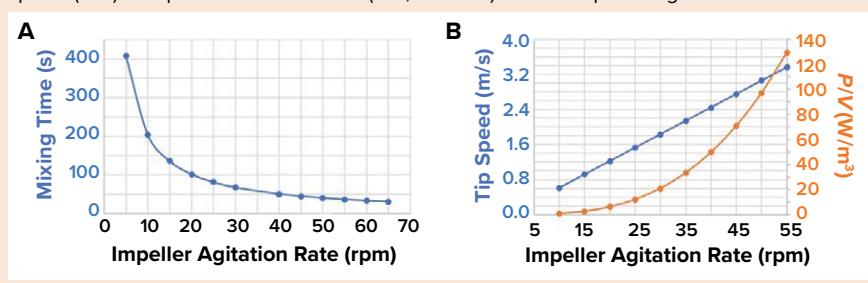 A
Mixing Time (s)
400
300
200
100
0
0 10 20 30 40 50 60 70
Impeller Agitation Rate (rpm)
B
Tip Speed (m/s)
4.0
3.2
2.4
1.6
0.8
0.0
5 15 25 35 45 55
Impeller Agitation Rate (rpm)
140
120
100
80
60
40
20
0
P/V (W/m³)